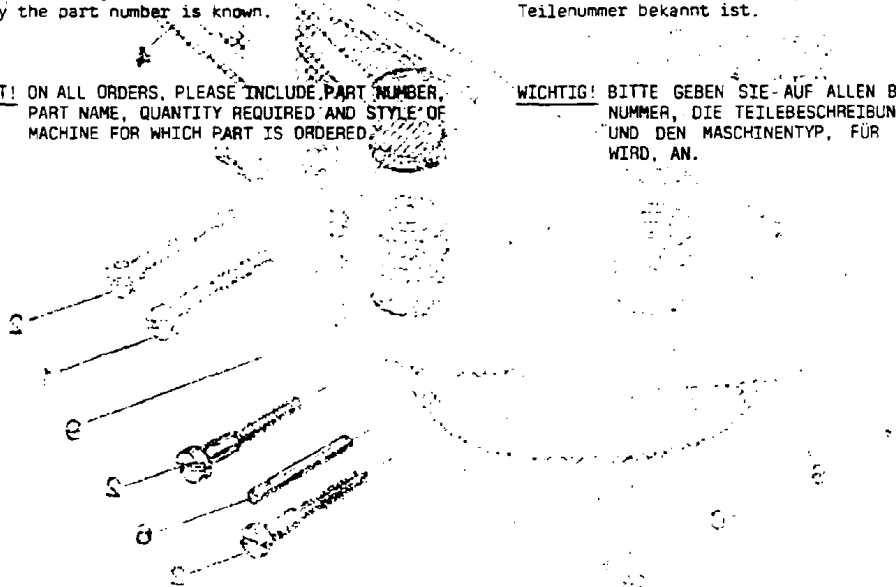 y the part number is known.
T! ON ALL ORDERS, PLEASE INCLUDE PART NUMBER,
PART NAME, QUANTITY REQUIRED AND STYLE OF
MACHINE FOR WHICH PART IS ORDERED.
Teilenummer bekannt ist.
WICHTIG! BITTE GEBEN SIE AUF ALLEN B
NUMMER, DIE TEILEBESCHREIBUN
UND DEN MASCHINENTYP, FÜR
WIRD, AN.